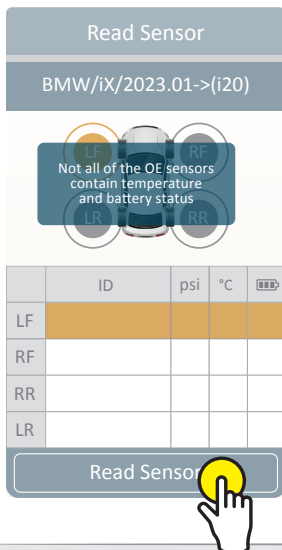 Read Sensor
BMW/iX/2023.01->(i20)
LF RF
Not all of the OE sensors
contain temperature
and battery status
LR RR
ID psi °C
LF
RF
RR
LR
Read Sensor